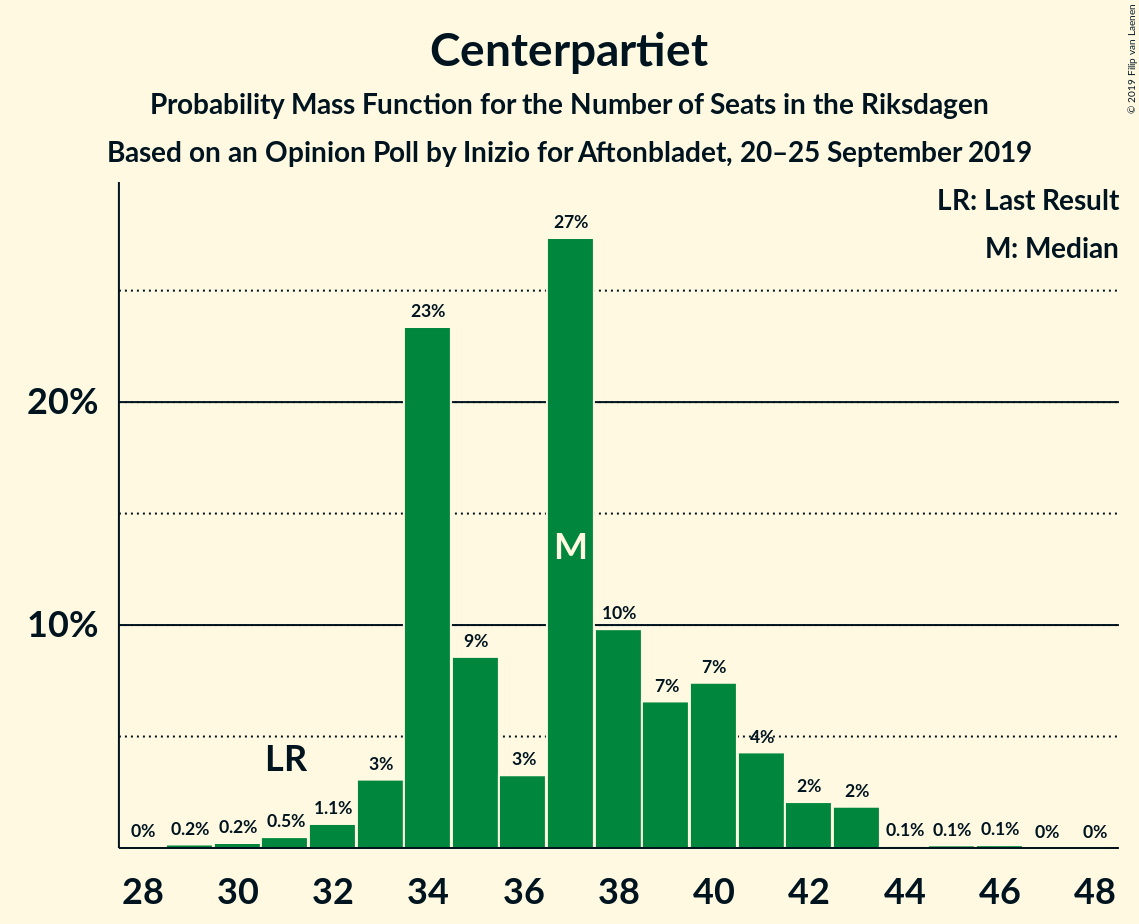 Centerpartiet
Probability Mass Function for the Number of Seats in the Riksdagen
Based on an Opinion Poll by Inizio for Aftonbladet, 20–25 September 2019
© 2019 Filip van Laenen
LR: Last Result
M: Median
20%
10%
0%
0.2%
0.2%
0.5%
1.1%
3%
23%
9%
3%
27%
10%
7%
7%
4%
2%
2%
0.1%
0.1%
0.1%
0%
0%
LR
M
28 30 32 34 36 38 40 42 44 46 48